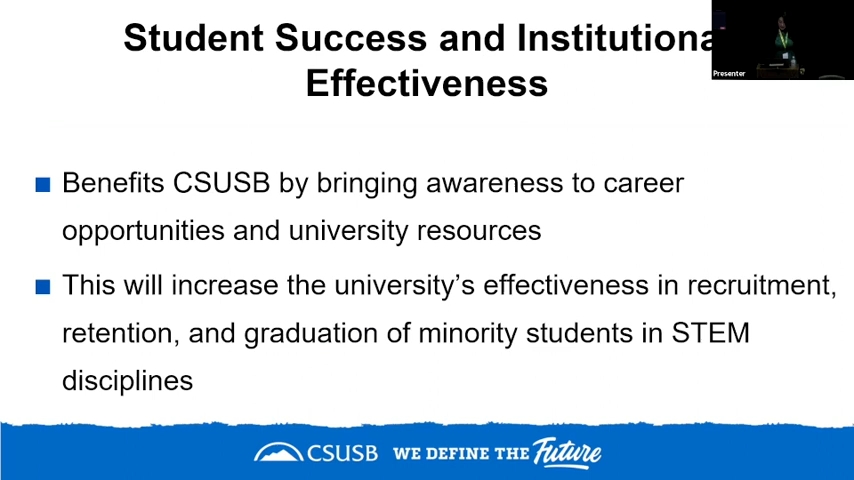 Student Success and Institutiona
Effectiveness
Presenter
■ Benefits CSUSB by bringing awareness to career
opportunities and university resources
■ This will increase the university’s effectiveness in recruitment,
retention, and graduation of minority students in STEM
disciplines
CSUSB WE DEFINE THE Future